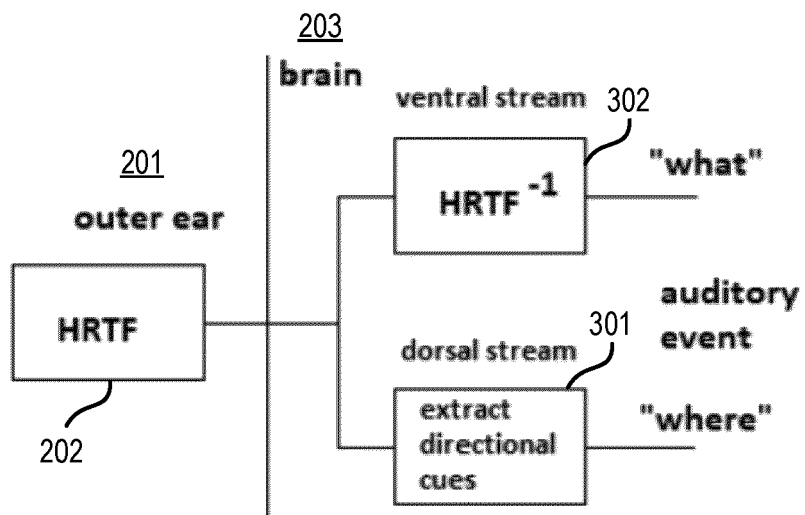 203
brain
ventral stream
302
201
outer ear
HRTF
202
HRTF -1
"what"
auditory
event
dorsal stream
301
extract
directional
cues
"where"